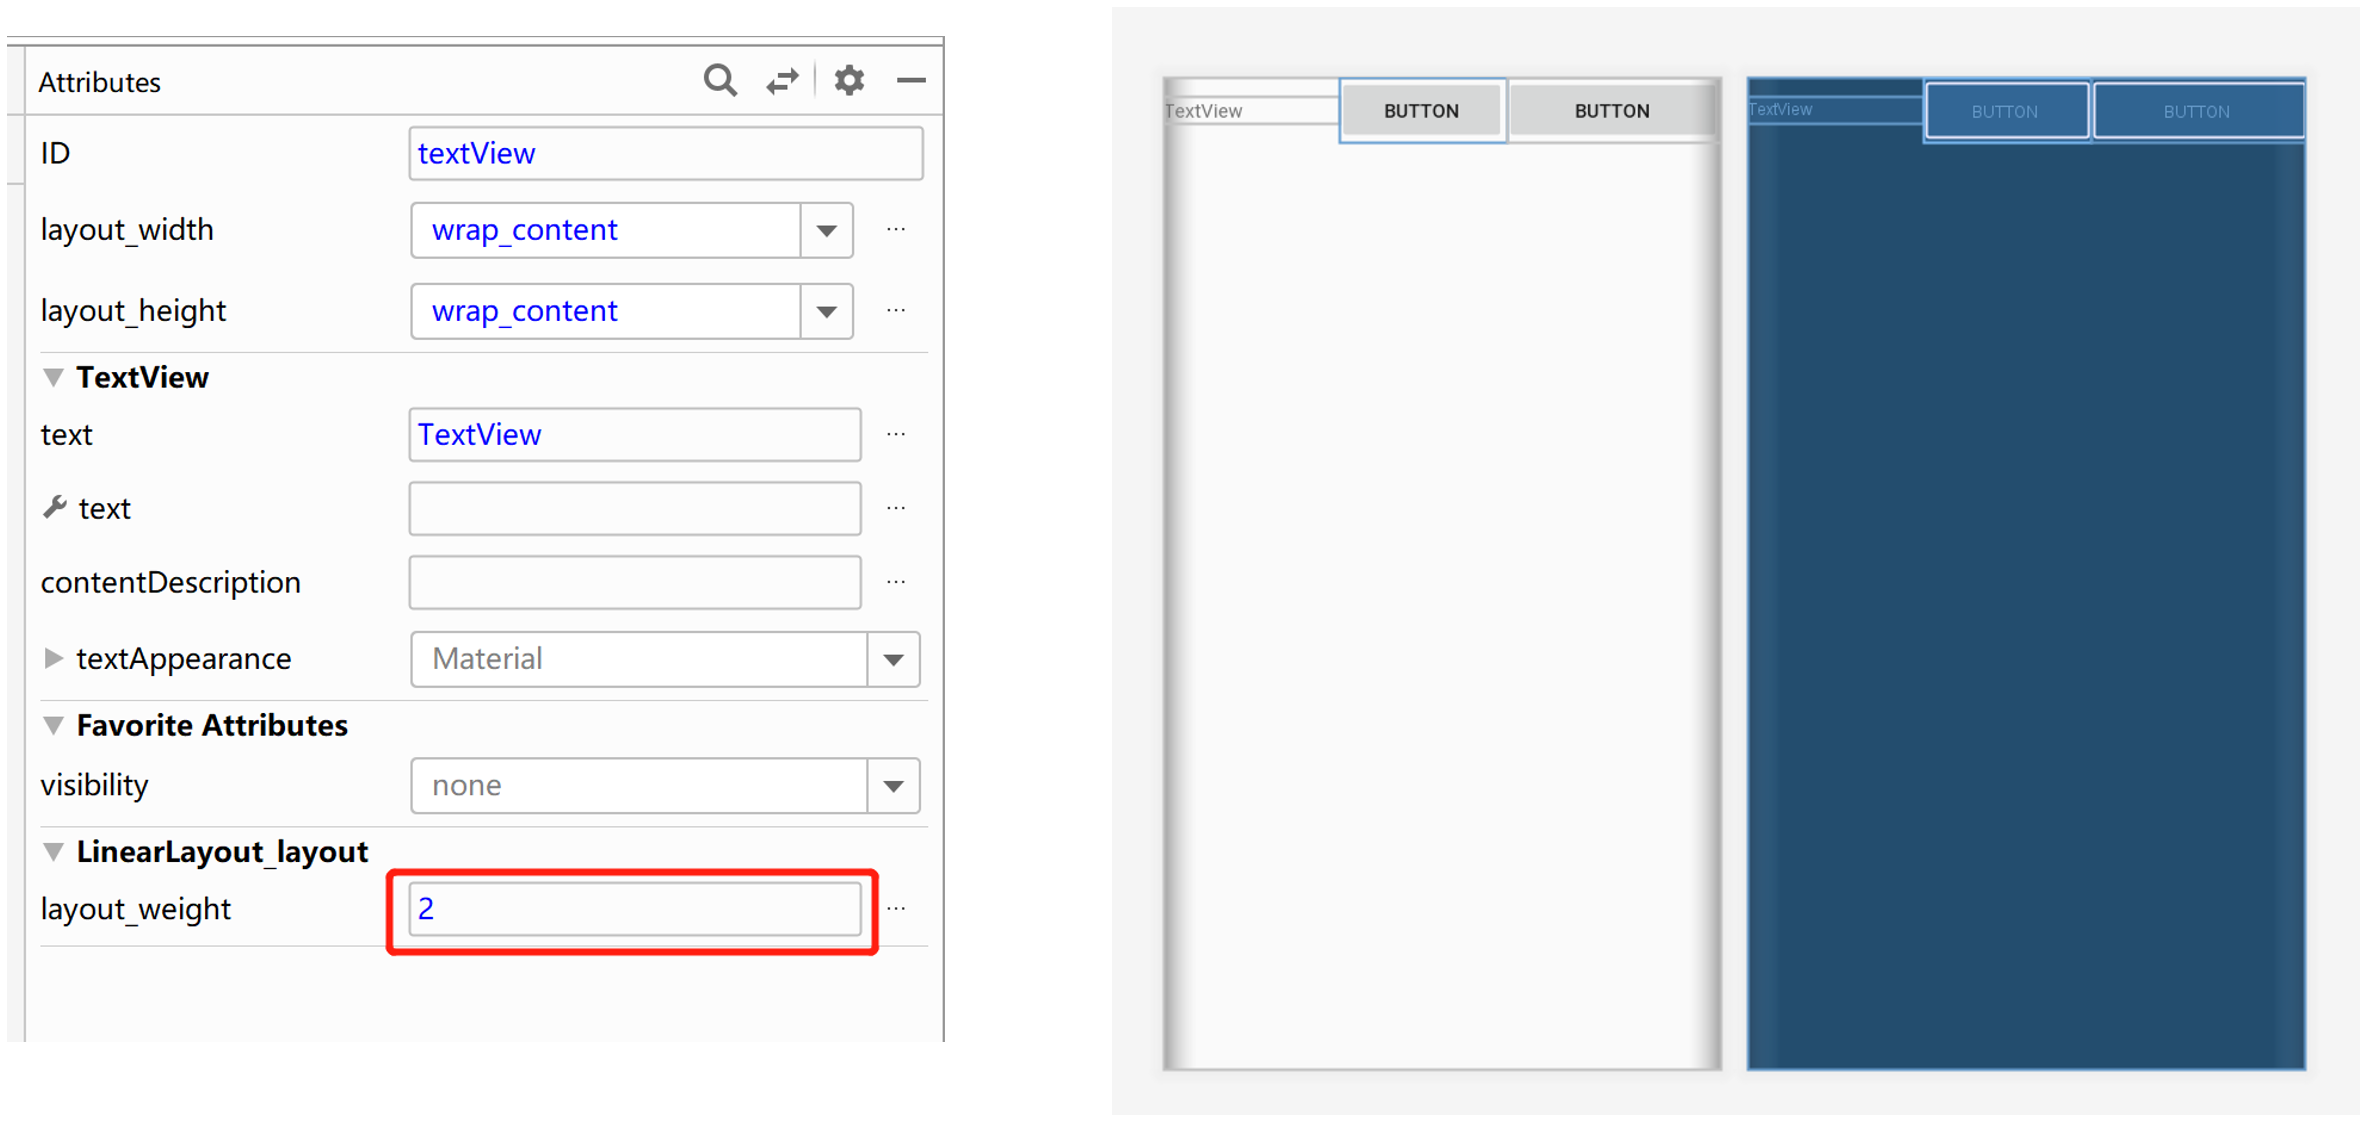 Attributes
ID textView
layout_width wrap_content ...
layout_height wrap_content ...
TextView
text TextView ...
text ...
contentDescription ...
textAppearance Material
Favorite Attributes
visibility none
LinearLayout_layout
layout_weight 2 ...
TextView BUTTON BUTTON
TextView BUTTON BUTTON